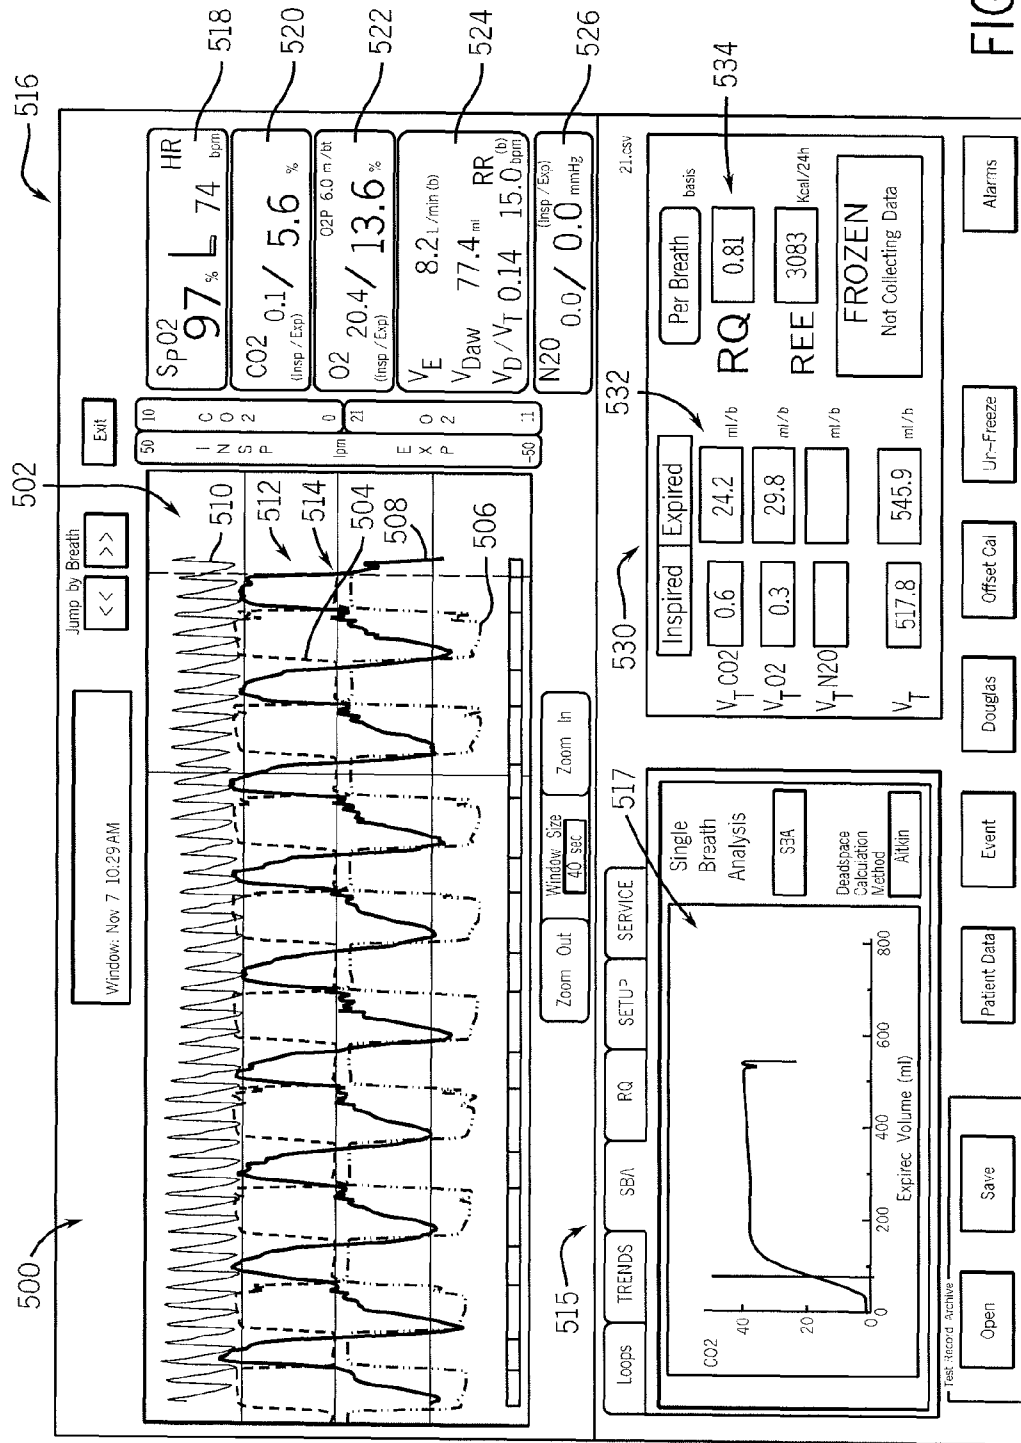 500
516
Window: Nov 7 10:29 AM
Jump by Breath
<<
>>
Exit
502
510
512
514
504
508
506
50
INSP
lpm
EXP
-50
10
CO2
0
21
O2
11
SpO2
97 % L 74
HR
bpm
518
CO2 0.1 / 5.6 %
(Insp / Exp)
520
O2P 6.0 m/bt
O2 20.4 / 13.6 %
(Insp / Exp)
522
VE 8.2 l/min (b)
VDaw 77.4 ml
RR (b)
VD/VT 0.14 15.0 bpm
524
(Insp / Exp)
N2O 0.0 / 0.0 mmHg
526
Zoom Out
Window Size
40 sec
Zoom In
515
Loops
TRENDS
SBA
RQ
SETUP
SERVICE
517
CO2
40
20
0
0
200
400
600
800
Expirec Volume (ml)
Single
Breath
Analysis
SBA
Deadspace
Calculation
Method
Aitkin
530
532
534
21.csv
Inspired
Expired
VT CO2 0.6 24.2 ml/b
VT O2 0.3 29.8 ml/b
VT N2O ml/b
VT 517.8 545.9 ml/h
Per Breath
basis
RQ 0.81
REE 3083 Kcal/24h
FROZEN
Not Collecting Data
Test Record Archive
Open
Save
Patient Data
Event
Douglas
Offset Cal
Un-Freeze
Alarms
FIG